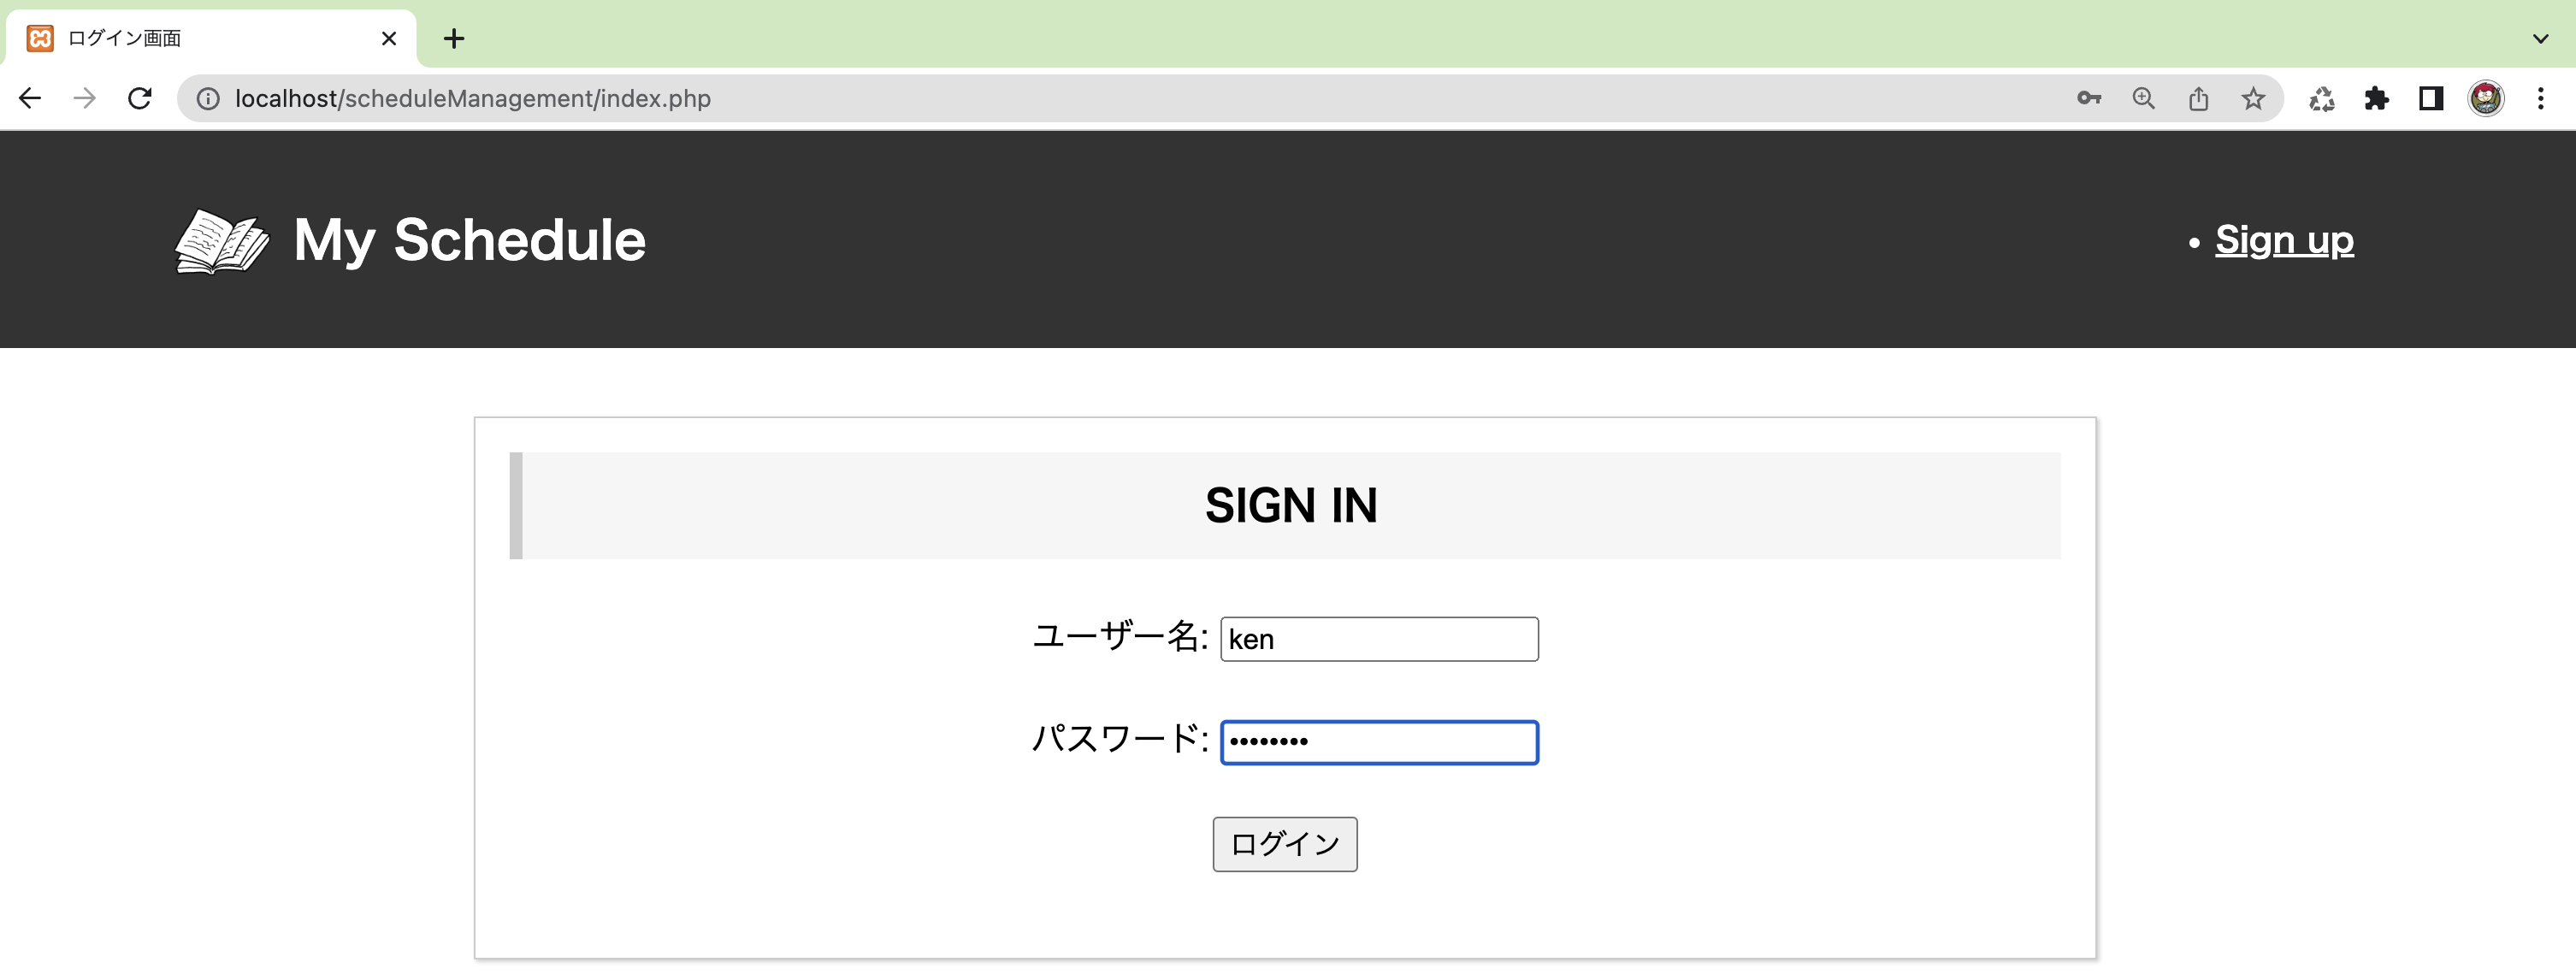 ログイン画面
localhost/scheduleManagement/index.php
My Schedule
• Sign up
SIGN IN
ユーザー名: ken
パスワード: ••••••••
ログイン